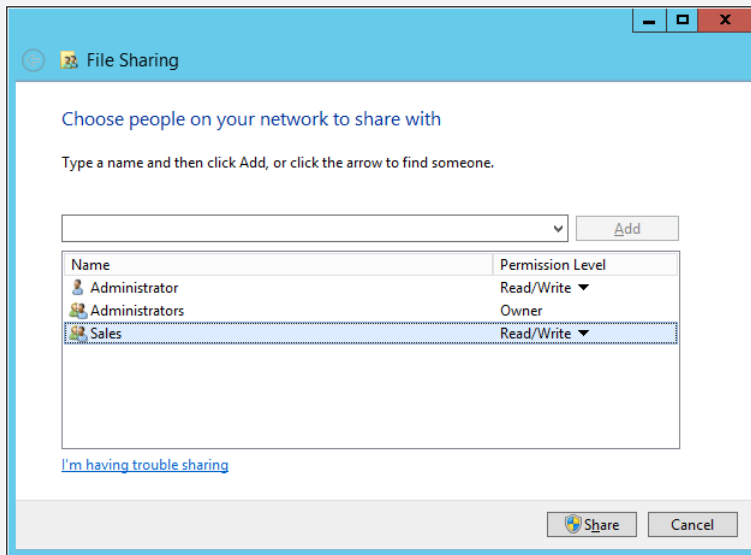 File Sharing
Choose people on your network to share with
Type a name and then click Add, or click the arrow to find someone.
Add
Name Permission Level
Administrator Read/Write
Administrators Owner
Sales Read/Write
I'm having trouble sharing
Share Cancel